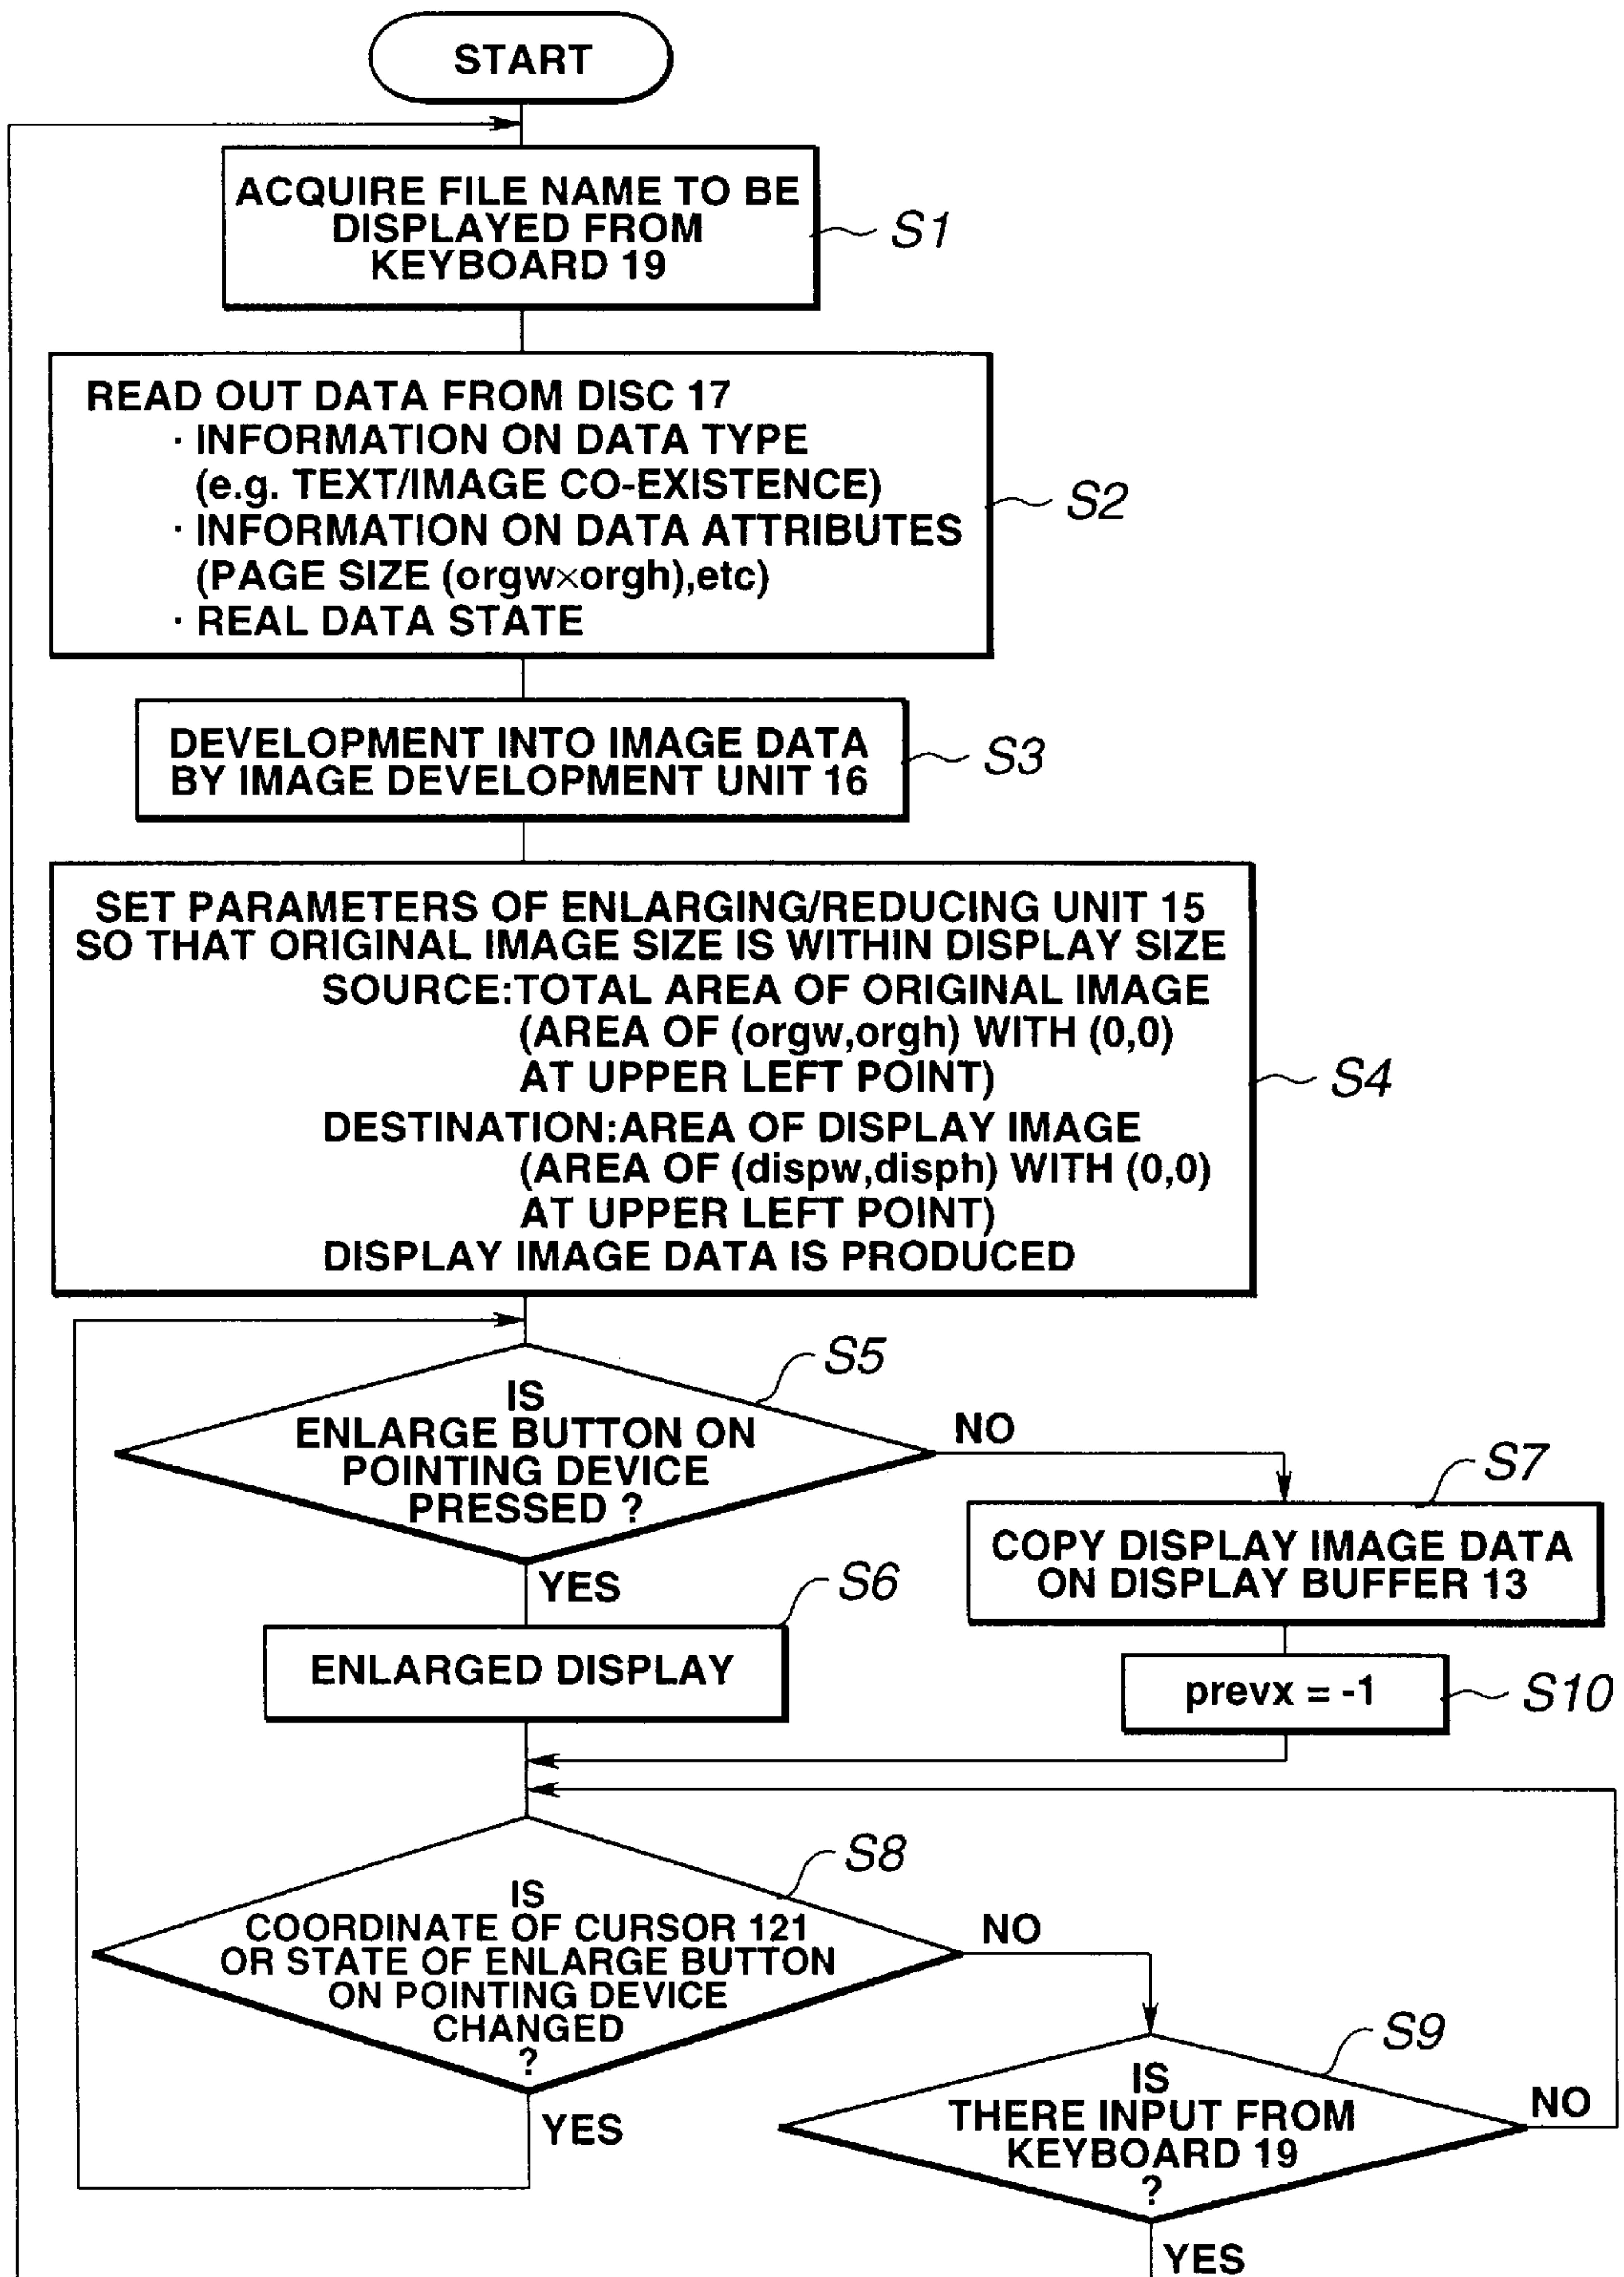 START
ACQUIRE FILE NAME TO BE
DISPLAYED FROM
KEYBOARD 19
S1
READ OUT DATA FROM DISC 17
· INFORMATION ON DATA TYPE
(e.g. TEXT/IMAGE CO-EXISTENCE)
· INFORMATION ON DATA ATTRIBUTES
(PAGE SIZE (orgw×orgh),etc)
· REAL DATA STATE
S2
DEVELOPMENT INTO IMAGE DATA
BY IMAGE DEVELOPMENT UNIT 16
S3
SET PARAMETERS OF ENLARGING/REDUCING UNIT 15
SO THAT ORIGINAL IMAGE SIZE IS WITHIN DISPLAY SIZE
SOURCE:TOTAL AREA OF ORIGINAL IMAGE
(AREA OF (orgw,orgh) WITH (0,0)
AT UPPER LEFT POINT)
DESTINATION:AREA OF DISPLAY IMAGE
(AREA OF (dispw,disph) WITH (0,0)
AT UPPER LEFT POINT)
DISPLAY IMAGE DATA IS PRODUCED
S4
IS
ENLARGE BUTTON ON
POINTING DEVICE
PRESSED ?
S5
NO
YES
S7
COPY DISPLAY IMAGE DATA
ON DISPLAY BUFFER 13
S6
ENLARGED DISPLAY
prevx = -1
S10
IS
COORDINATE OF CURSOR 121
OR STATE OF ENLARGE BUTTON
ON POINTING DEVICE
CHANGED
?
S8
NO
YES
S9
IS
THERE INPUT FROM
KEYBOARD 19
?
NO
YES